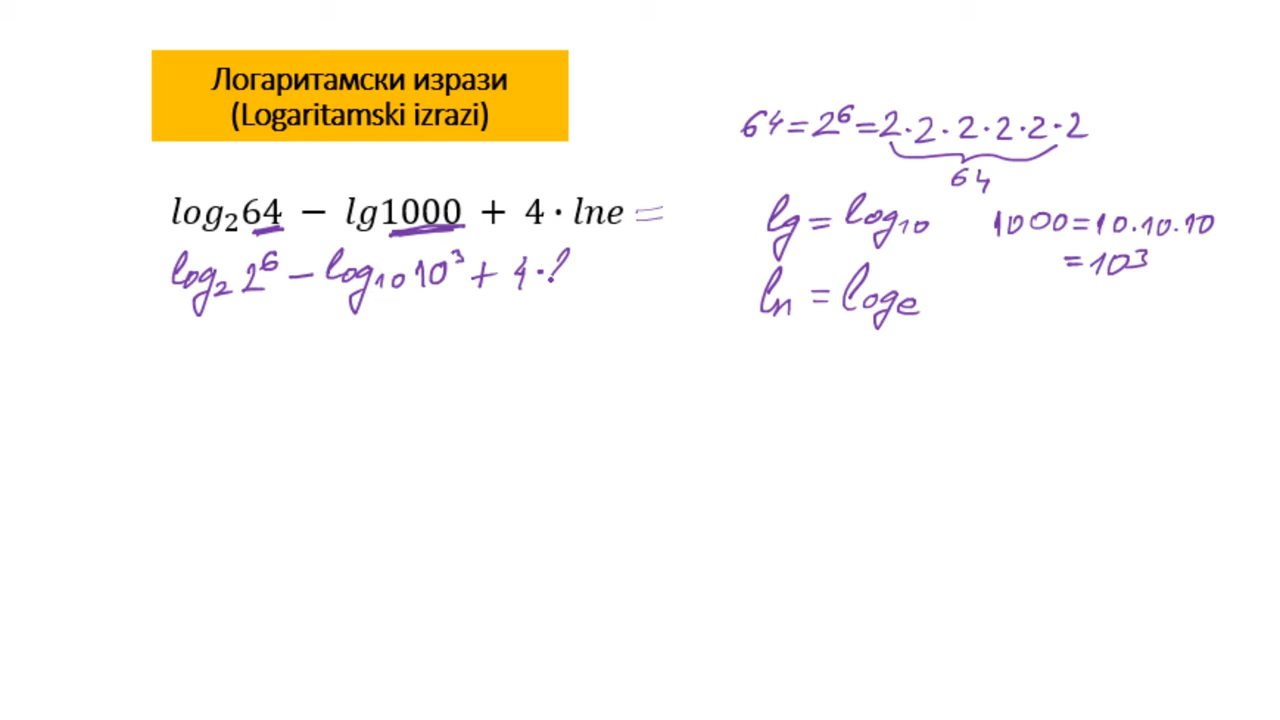 Логаритамски изрази
(Logaritamski izrazi)
log₂64 − lg1000 + 4 · lne =
log₂ 2⁶ − log₁₀ 10³ + 4 ·
64 = 2⁶ = 2 · 2 · 2 · 2 · 2 · 2
64
lg = log₁₀
1000 = 10 · 10 · 10
= 10³
ln = logₑ